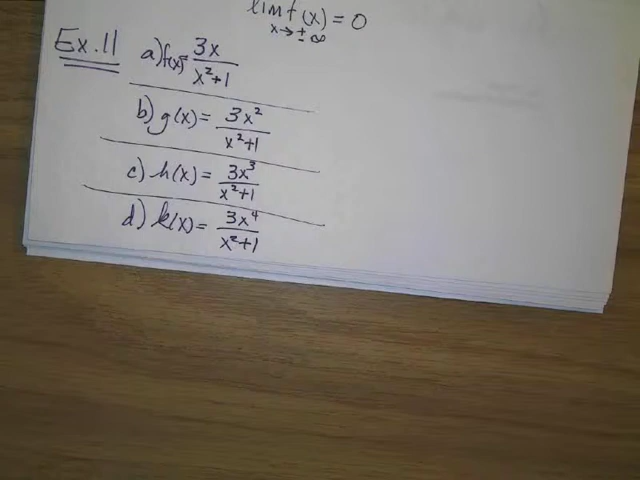 lim f(x) = 0
x→±∞
Ex.11 a) f(x)= 3x/x²+1
b) g(x) = 3x²/x²+1
c) h(x) = 3x³/x²+1
d) k(x) = 3x⁴/x²+1